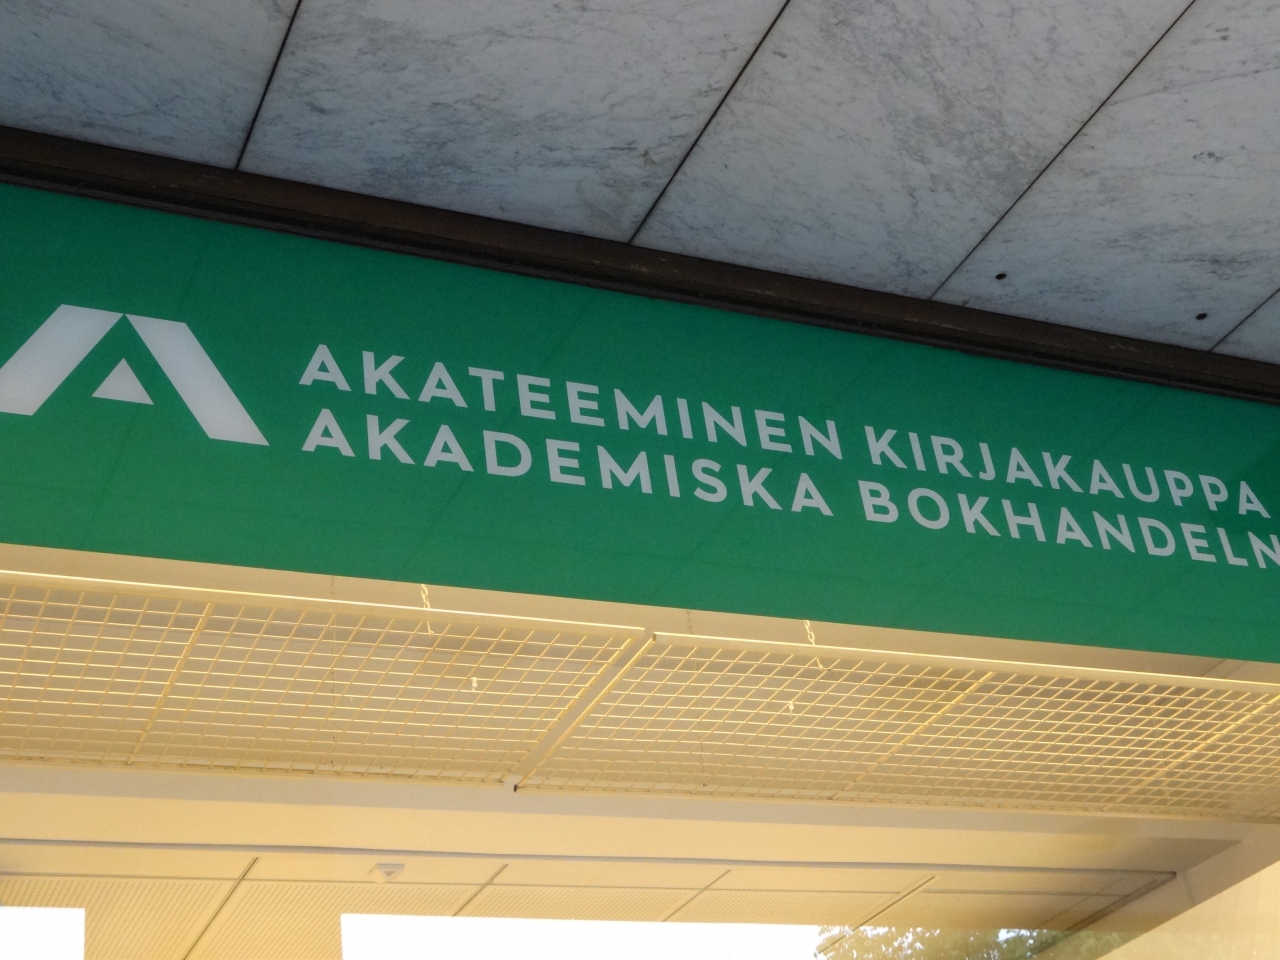 AKATEEMINEN KIRJAKAUPPA
AKADEMISKA BOKHANDELN